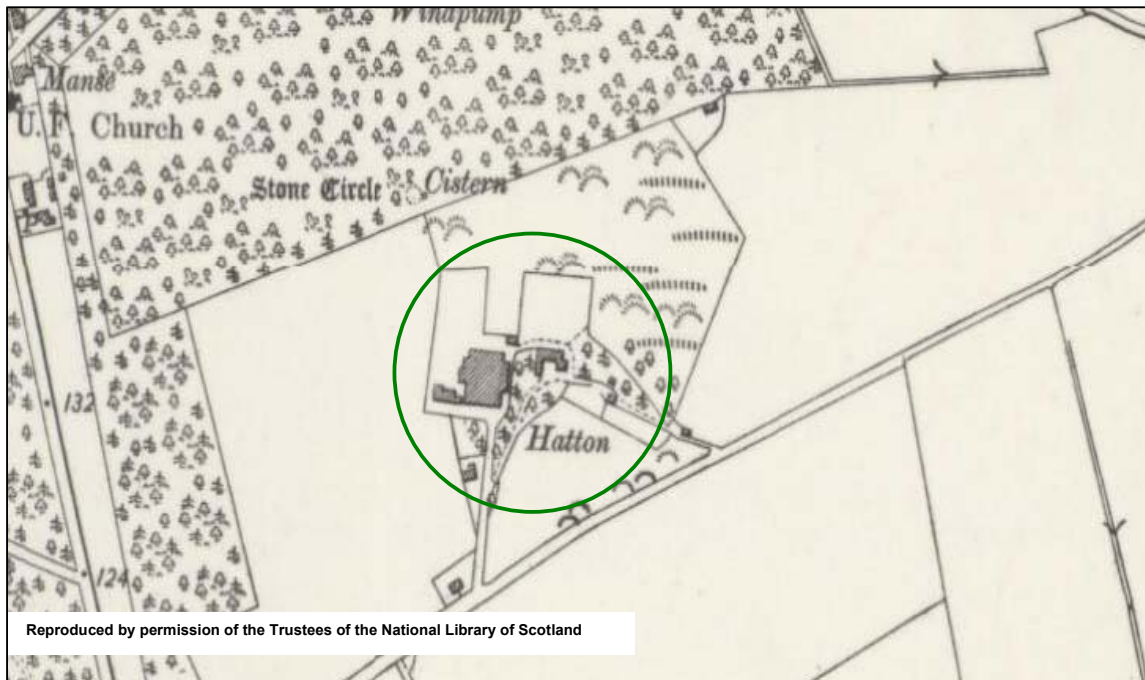 Windpump
Manse
U. F Church
Stone Circle
Cistern
132
Hatton
124
Reproduced by permission of the Trustees of the National Library of Scotland